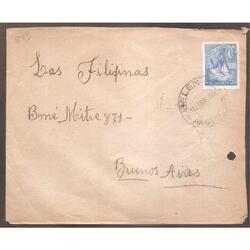 Las Filipinas
Bmé Mitre 871-
Buenos Aires